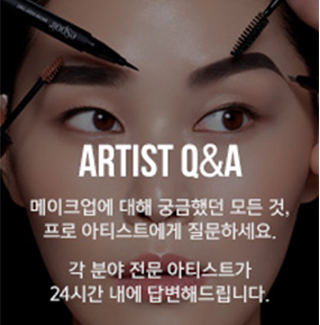 espoir
ARTIST Q&A
메이크업에 대해 궁금했던 모든 것,
프로 아티스트에게 질문하세요.
각 분야 전문 아티스트가
24시간 내에 답변해드립니다.